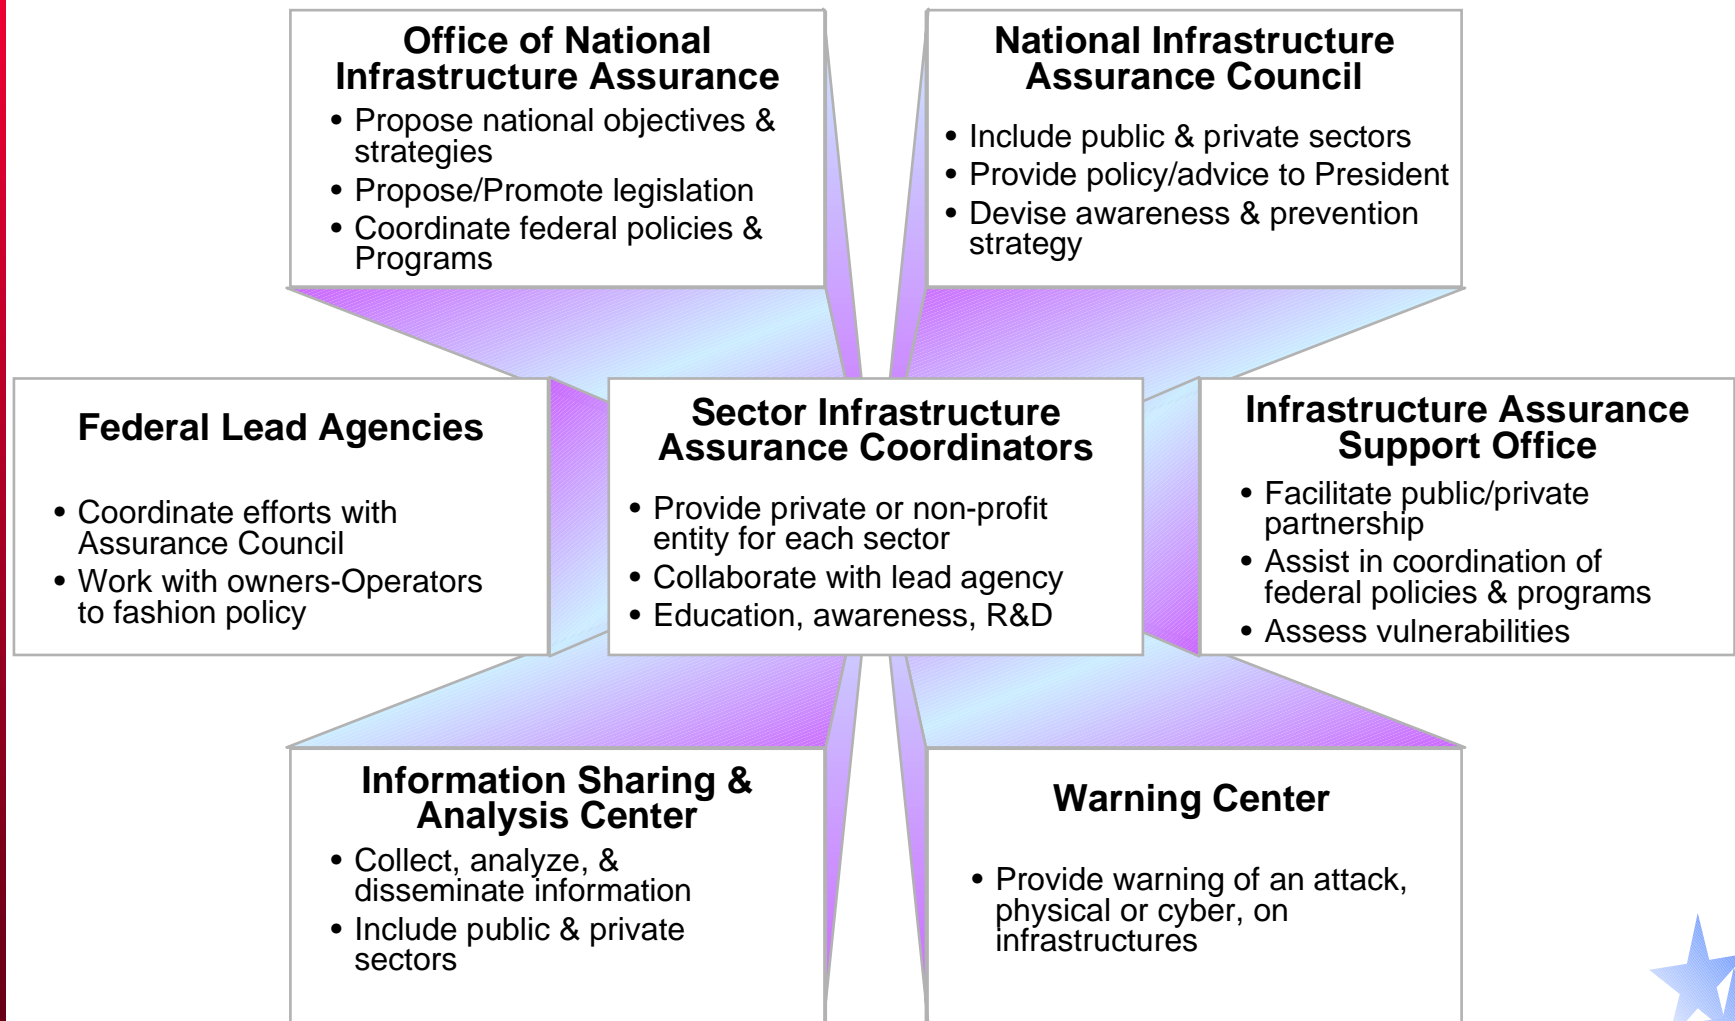 Office of National
Infrastructure Assurance
• Propose national objectives &
strategies
• Propose/Promote legislation
• Coordinate federal policies &
Programs
National Infrastructure
Assurance Council
• Include public & private sectors
• Provide policy/advice to President
• Devise awareness & prevention
strategy
Federal Lead Agencies
• Coordinate efforts with
Assurance Council
• Work with owners-Operators
to fashion policy
Sector Infrastructure
Assurance Coordinators
• Provide private or non-profit
entity for each sector
• Collaborate with lead agency
• Education, awareness, R&D
Infrastructure Assurance
Support Office
• Facilitate public/private
partnership
• Assist in coordination of
federal policies & programs
• Assess vulnerabilities
Information Sharing &
Analysis Center
• Collect, analyze, &
disseminate information
• Include public & private
sectors
Warning Center
• Provide warning of an attack,
physical or cyber, on
infrastructures